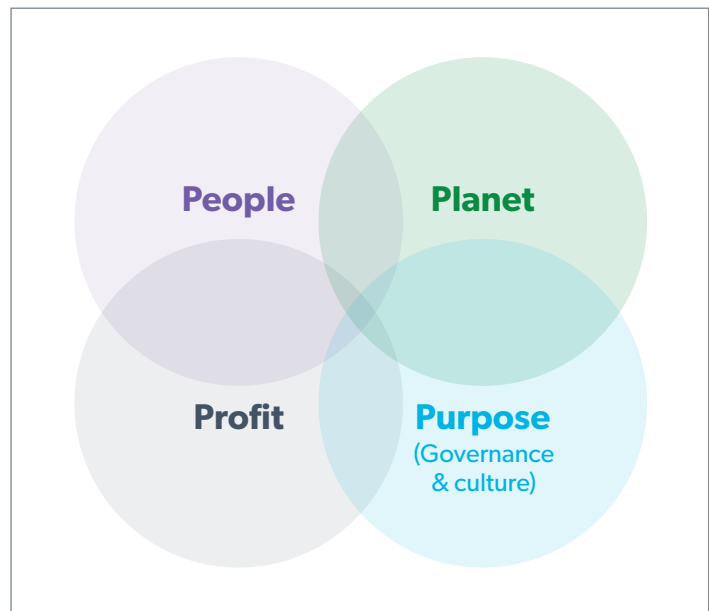 People
Planet
Profit
Purpose
(Governance
& culture)